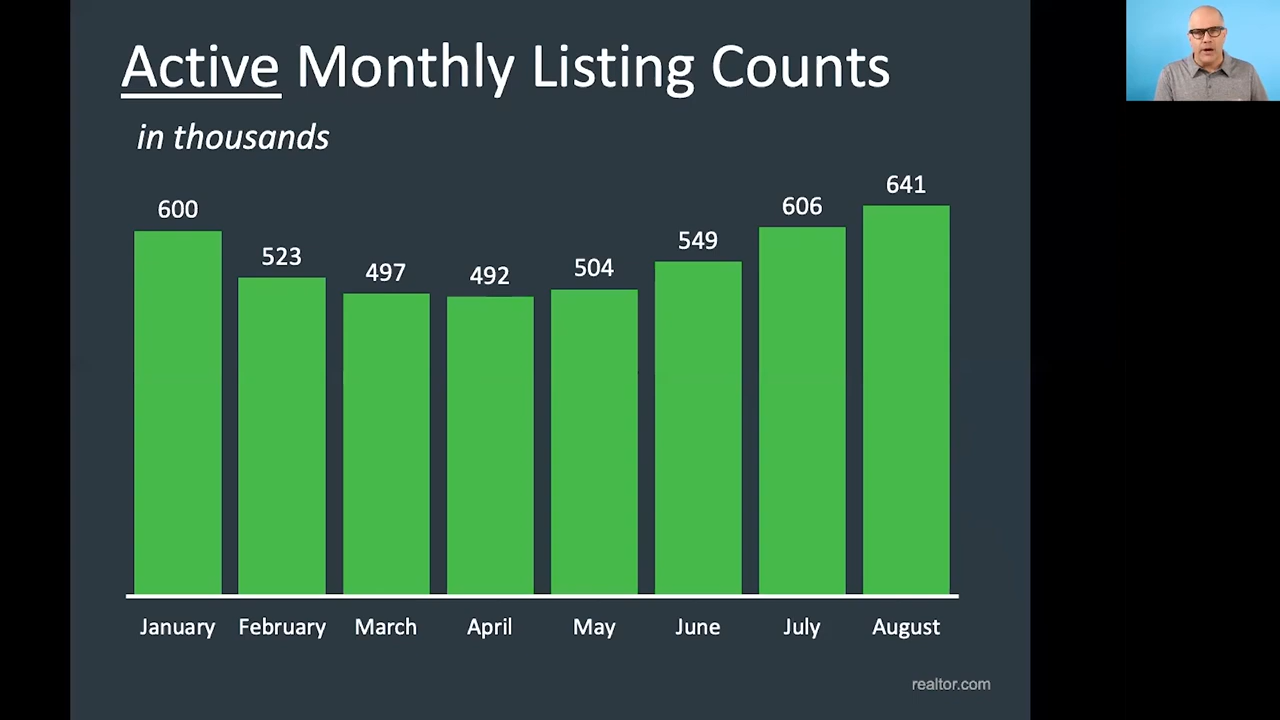 Active Monthly Listing Counts
in thousands
600 523 497 492 504 549 606 641
January February March April May June July August
realtor.com